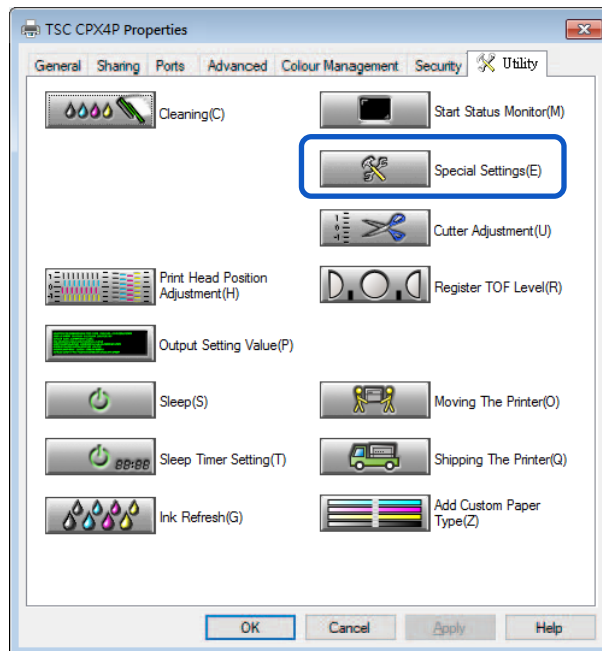 TSC CPX4P Properties
General Sharing Ports Advanced Colour Management Security Utility
Cleaning(C)
Start Status Monitor(M)
Special Settings(E)
Cutter Adjustment(U)
Print Head Position
Adjustment(H)
Register TOF Level(R)
Output Setting Value(P)
Sleep(S)
Moving The Printer(O)
88:88
Sleep Timer Setting(T)
Shipping The Printer(Q)
Ink Refresh(G)
Add Custom Paper
Type(Z)
OK Cancel Apply Help